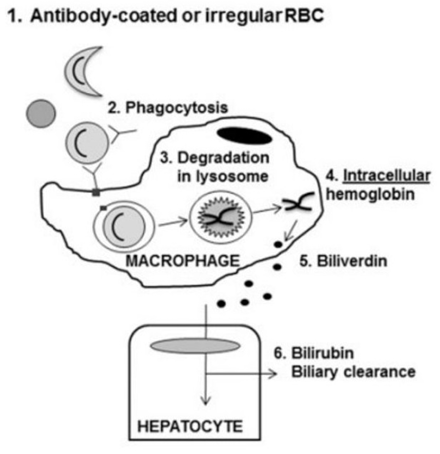 1. Antibody-coated or irregular RBC
2. Phagocytosis
3. Degradation
in lysosome
4. Intracellular
hemoglobin
MACROPHAGE
5. Biliverdin
6. Bilirubin
Biliary clearance
HEPATOCYTE